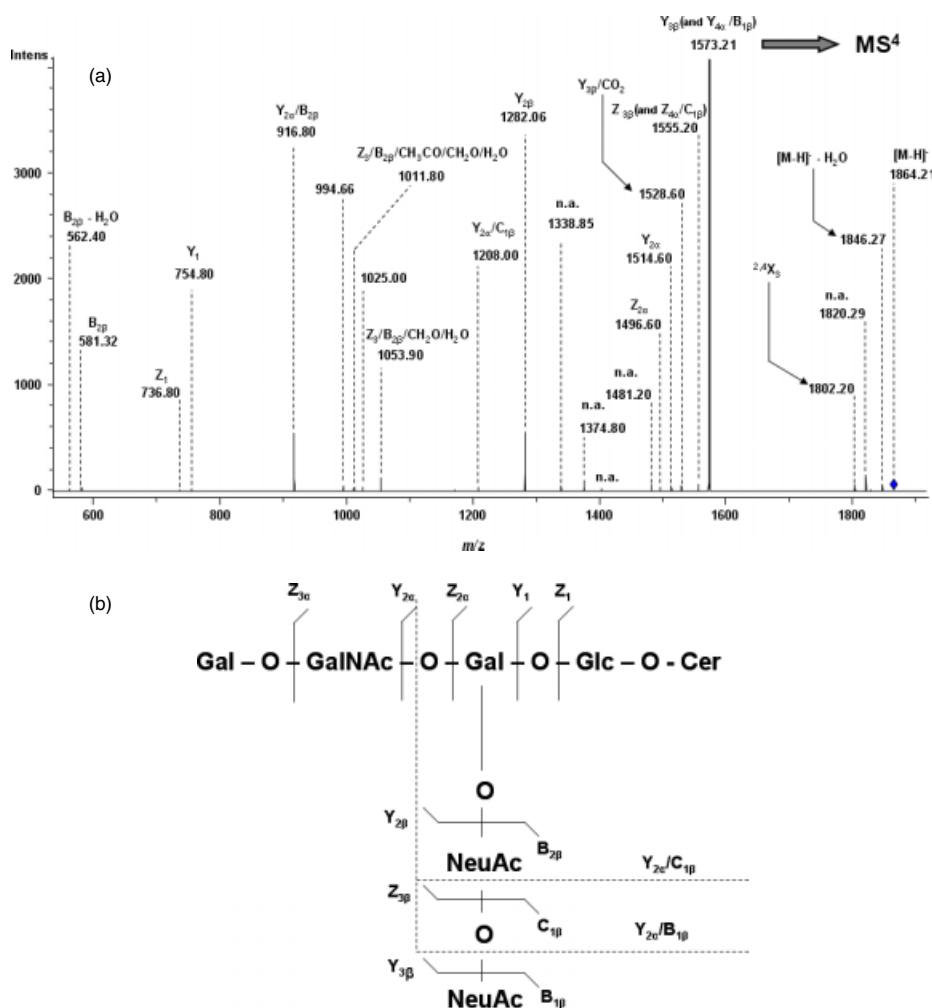 Y3β(and Y4α/B1β)
1573.21
MS4
Intens
(a)
Y2α/B2β
916.80
Y3β/CO2
Y2β
1282.06
Z3β(and Z4α/C1β)
1555.20
Z3/B2β/CH3CO/CH2O/H2O
1011.80
[M-H]- - H2O
[M-H]-
1864.21
3000
994.66
n.a.
1338.85
1528.60
B2β - H2O
562.40
Y1
754.80
Y2α/C1β
1208.00
Y2α
1514.60
1846.27
2000
1025.00
2,4X3
n.a.
1820.29
B2β
581.32
Z2α
1496.60
Z3/B2β/CH2O/H2O
1053.90
Z1
736.80
n.a.
1481.20
1802.20
1000
n.a.
1374.80
n.a.
0
600 800 1000 1200 1400 1600 1800
m/z
(b)
Z3α Y2α Z2α Y1 Z1
Gal – O – GalNAc – O – Gal – O – Glc – O - Cer
O
Y2β
B2β
NeuAc
Y2α/C1β
Z3β
C1β
O
Y2α/B1β
Y3β
NeuAc
B1β